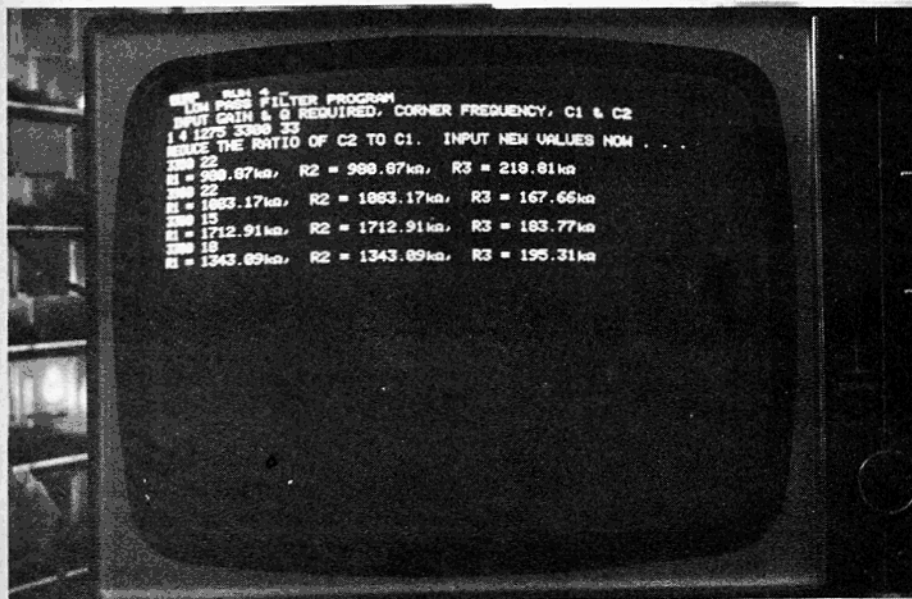 RUN 4 _
LOW PASS FILTER PROGRAM
INPUT GAIN & Q REQUIRED, CORNER FREQUENCY, C1 & C2
1 4 1275 3300 33
REDUCE THE RATIO OF C2 TO C1. INPUT NEW VALUES NOW . . .
3300 22
R1 = 980.87kΩ, R2 = 980.87kΩ, R3 = 218.81kΩ
3900 22
R1 = 1083.17kΩ, R2 = 1083.17kΩ, R3 = 167.66kΩ
3300 15
R1 = 1712.91kΩ, R2 = 1712.91kΩ, R3 = 183.77kΩ
3300 18
R1 = 1343.09kΩ, R2 = 1343.09kΩ, R3 = 195.31kΩ